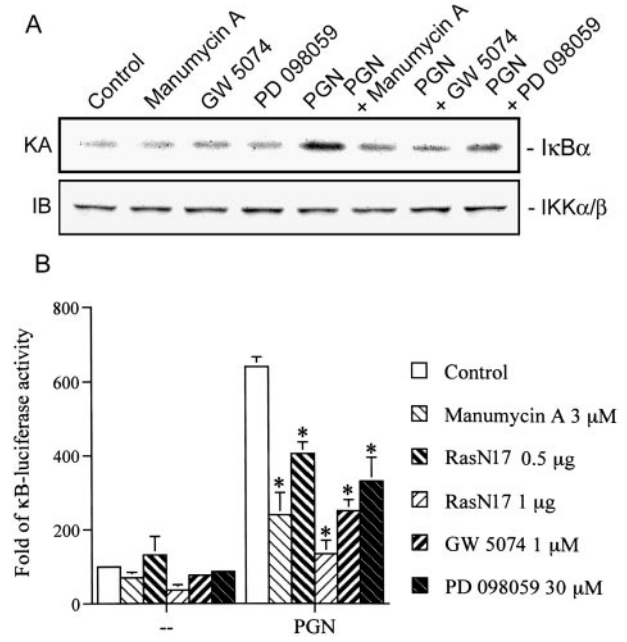 A
Control
Manumycin A
GW 5074
PD 098059
PGN
PGN
+ Manumycin A
PGN
+ GW 5074
PGN
+ PD 098059
KA
- IκBα
IB
- IKKα/β
B
Fold of κB-luciferase activity
800
600
400
200
0
*
*
*
*
*
--
PGN
Control
Manumycin A 3 μM
RasN17 0.5 μg
RasN17 1 μg
GW 5074 1 μM
PD 098059 30 μM